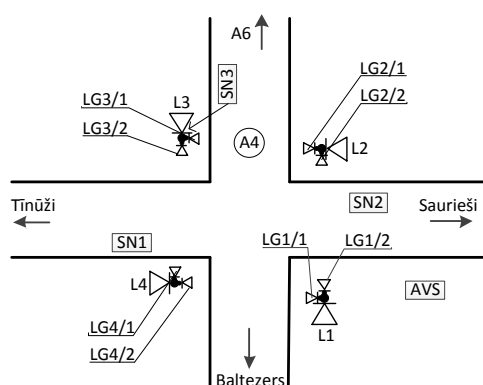 A6
LG3/1
L3
SN3
LG2/1
LG2/2
LG3/2
A4
L2
Tīnūži
SN2
Saurieši
SN1
LG1/1
LG1/2
L4
AVS
LG4/1
L1
LG4/2
Baltezers